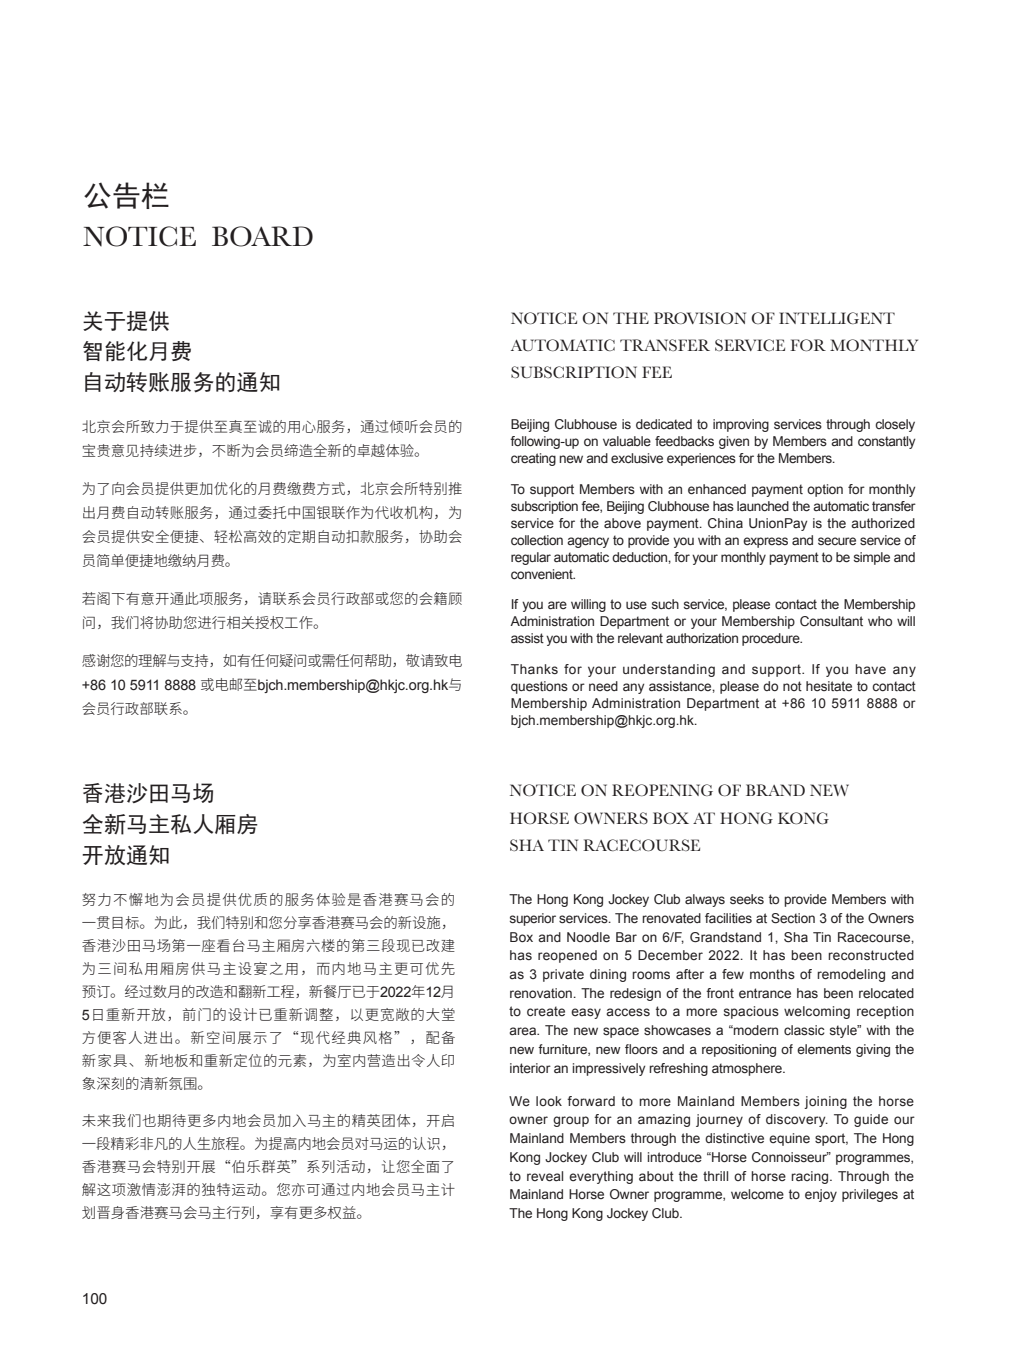 公告栏
NOTICE BOARD
关于提供
智能化月费
自动转账服务的通知
北京会所致力于提供至真至诚的用心服务，通过倾听会员的
宝贵意见持续进步，不断为会员缔造全新的卓越体验。
为了向会员提供更加优化的月费缴费方式，北京会所特别推
出月费自动转账服务，通过委托中国银联作为代收机构，为
会员提供安全便捷、轻松高效的定期自动扣款服务，协助会
员简单便捷地缴纳月费。
若阁下有意开通此项服务，请联系会员行政部或您的会籍顾
问，我们将协助您进行相关授权工作。
感谢您的理解与支持，如有任何疑问或需任何帮助，敬请致电
+86 10 5911 8888 或电邮至bjch.membership@hkjc.org.hk与
会员行政部联系。
NOTICE ON THE PROVISION OF INTELLIGENT
AUTOMATIC TRANSFER SERVICE FOR MONTHLY
SUBSCRIPTION FEE
Beijing Clubhouse is dedicated to improving services through closely
following-up on valuable feedbacks given by Members and constantly
creating new and exclusive experiences for the Members.
To support Members with an enhanced payment option for monthly
subscription fee, Beijing Clubhouse has launched the automatic transfer
service for the above payment. China UnionPay is the authorized
collection agency to provide you with an express and secure service of
regular automatic deduction, for your monthly payment to be simple and
convenient.
If you are willing to use such service, please contact the Membership
Administration Department or your Membership Consultant who will
assist you with the relevant authorization procedure.
Thanks for your understanding and support. If you have any
questions or need any assistance, please do not hesitate to contact
Membership Administration Department at +86 10 5911 8888 or
bjch.membership@hkjc.org.hk.
香港沙田马场
全新马主私人厢房
开放通知
努力不懈地为会员提供优质的服务体验是香港赛马会的
一贯目标。为此，我们特别和您分享香港赛马会的新设施，
香港沙田马场第一座看台马主厢房六楼的第三段现已改建
为三间私用厢房供马主设宴之用，而内地马主更可优先
预订。经过数月的改造和翻新工程，新餐厅已于2022年12月
5日重新开放，前门的设计已重新调整，以更宽敞的大堂
方便客人进出。新空间展示了“现代经典风格”，配备
新家具、新地板和重新定位的元素，为室内营造出令人印
象深刻的清新氛围。
未来我们也期待更多内地会员加入马主的精英团体，开启
一段精彩非凡的人生旅程。为提高内地会员对马运的认识，
香港赛马会特别开展“伯乐群英”系列活动，让您全面了
解这项激情澎湃的独特运动。您亦可通过内地会员马主计
划晋身香港赛马会马主行列，享有更多权益。
NOTICE ON REOPENING OF BRAND NEW
HORSE OWNERS BOX AT HONG KONG
SHA TIN RACECOURSE
The Hong Kong Jockey Club always seeks to provide Members with
superior services. The renovated facilities at Section 3 of the Owners
Box and Noodle Bar on 6/F, Grandstand 1, Sha Tin Racecourse,
has reopened on 5 December 2022. It has been reconstructed
as 3 private dining rooms after a few months of remodeling and
renovation. The redesign of the front entrance has been relocated
to create easy access to a more spacious welcoming reception
area. The new space showcases a “modern classic style” with the
new furniture, new floors and a repositioning of elements giving the
interior an impressively refreshing atmosphere.
We look forward to more Mainland Members joining the horse
owner group for an amazing journey of discovery. To guide our
Mainland Members through the distinctive equine sport, The Hong
Kong Jockey Club will introduce “Horse Connoisseur” programmes,
to reveal everything about the thrill of horse racing. Through the
Mainland Horse Owner programme, welcome to enjoy privileges at
The Hong Kong Jockey Club.
100